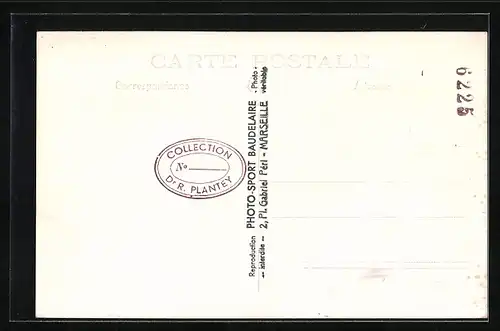 CARTE POSTALE
Correspondance
Adresse
COLLECTION
No
Dr R. PLANTEY
Reproduction PHOTO-SPORT BAUDELAIRE - Photo -
— interdite — 2, Pl. Gabriel Péri - MARSEILLE véritable
6225